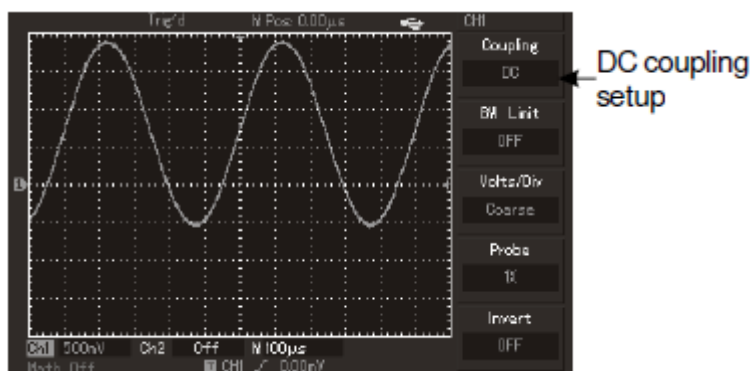 Trig'd M Pos: 0.00μs CH1
Coupling
DC
DC coupling
setup
BW Limit
OFF
Volts/Div
Coarse
Probe
1X
Invert
OFF
1
CH1 500mV Ch2 Off M 100μs
Math Off T CH1 0.00mV